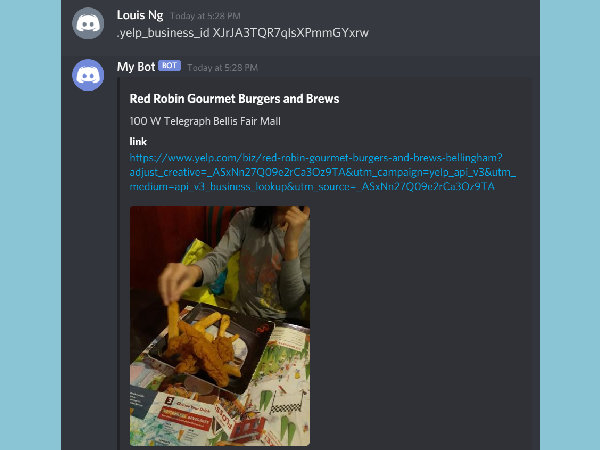 Louis Ng Today at 5:28 PM
.yelp_business_id XJrJA3TQR7qlsXPmmGYxrw
My Bot BOT Today at 5:28 PM
Red Robin Gourmet Burgers and Brews
100 W Telegraph Bellis Fair Mall
link
https://www.yelp.com/biz/red-robin-gourmet-burgers-and-brews-bellingham?
adjust_creative=_ASxNn27Q09e2rCa3Oz9TA&utm_campaign=yelp_api_v3&utm_
medium=api_v3_business_lookup&utm_source=_ASxNn27Q09e2rCa3Oz9TA